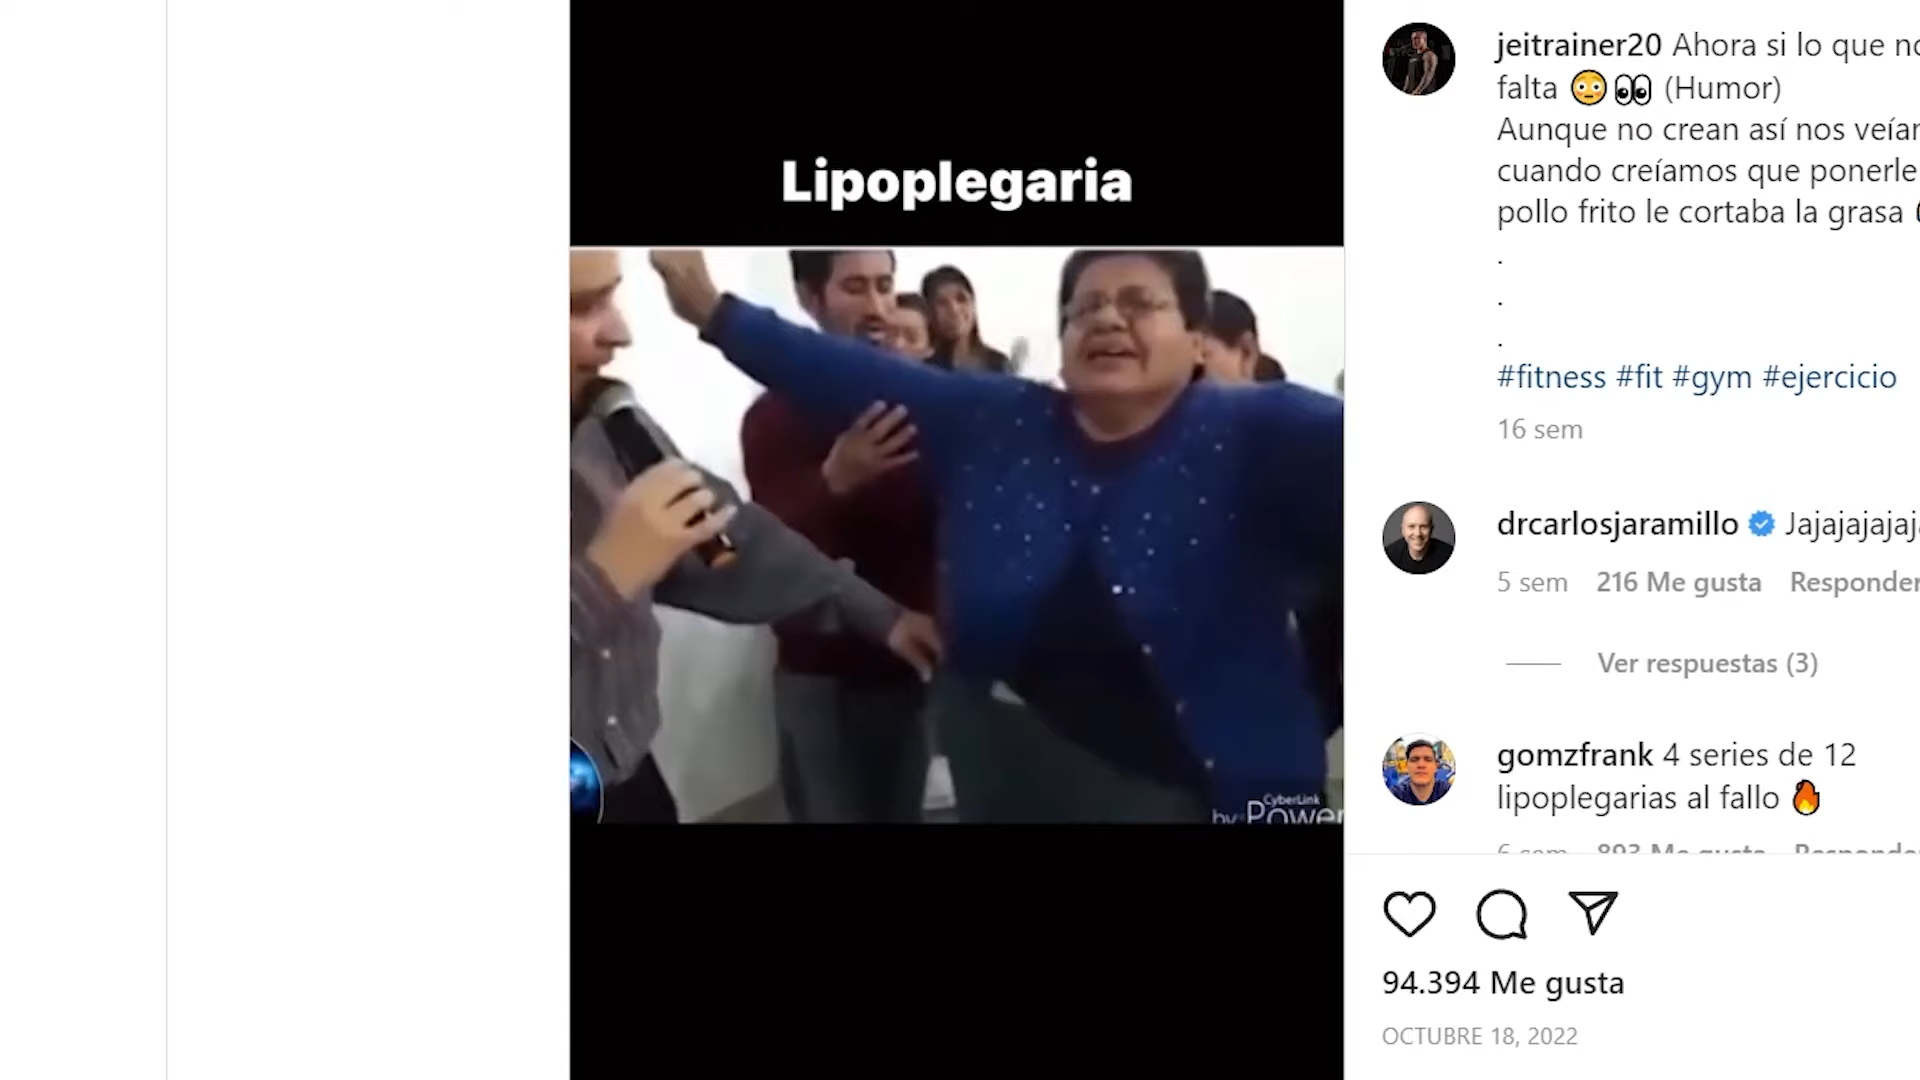 Lipoplegaria
CyberLink
by Power
jeitrainer20 Ahora si lo que no
falta 😳👀 (Humor)
Aunque no crean así nos veían
cuando creíamos que ponerle
pollo frito le cortaba la grasa
.
.
.
#fitness #fit #gym #ejercicio
16 sem
drcarlosjaramillo Jajajajajaj
5 sem 216 Me gusta Responder
Ver respuestas (3)
gomzfrank 4 series de 12
lipoplegarias al fallo 🔥
6 sem 893 Me gusta Responder
94.394 Me gusta
OCTUBRE 18, 2022